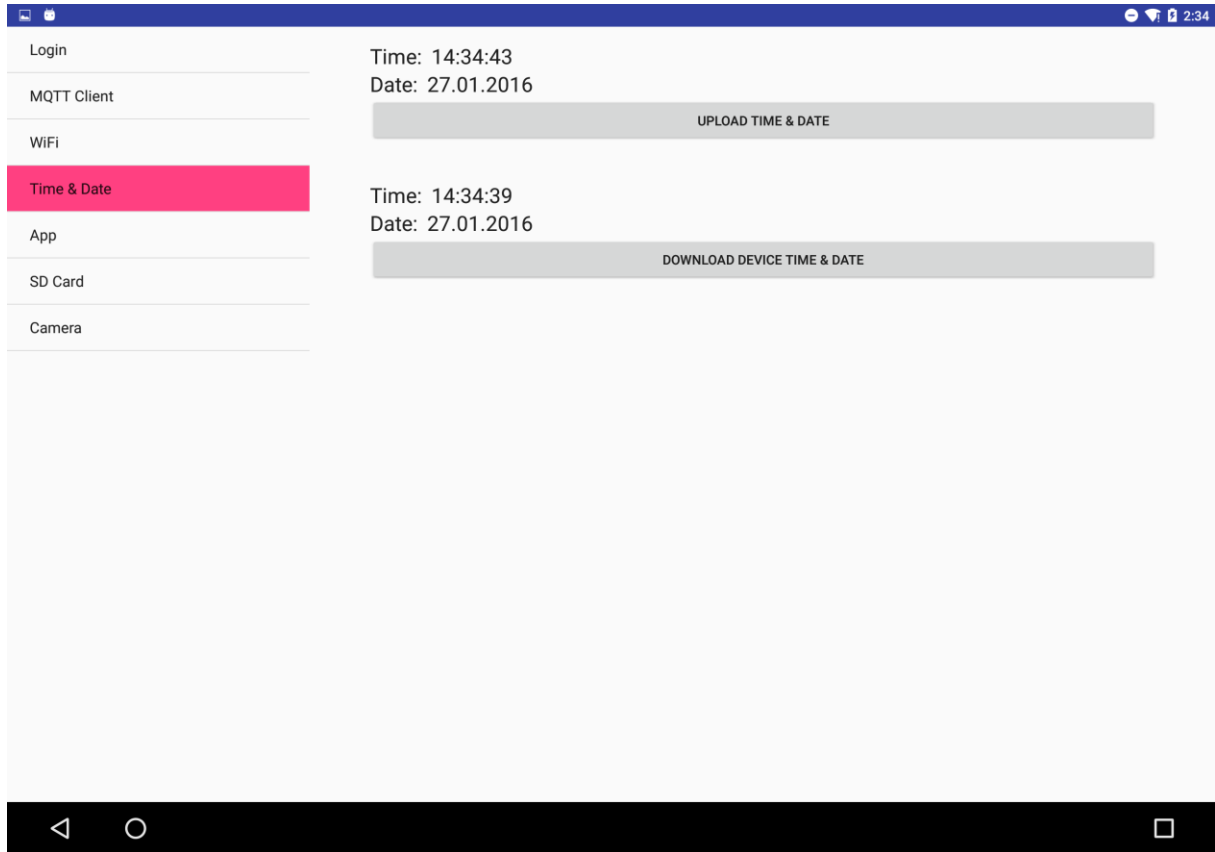 2:34
Login
MQTT Client
WiFi
Time & Date
App
SD Card
Camera
Time: 14:34:43
Date: 27.01.2016
UPLOAD TIME & DATE
Time: 14:34:39
Date: 27.01.2016
DOWNLOAD DEVICE TIME & DATE